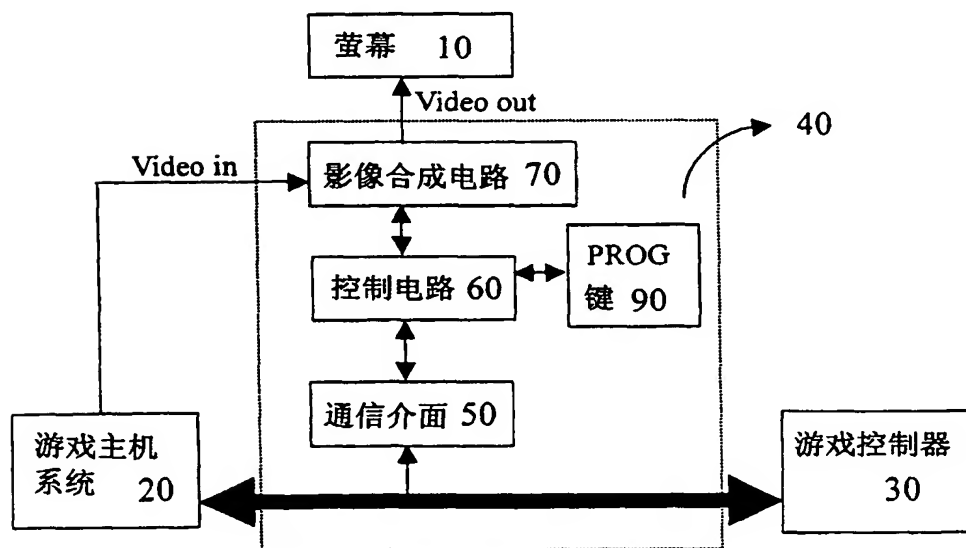 萤幕 10
Video out
40
Video in
影像合成电路 70
PROG
键 90
控制电路 60
通信介面 50
游戏主机
系统 20
游戏控制器
30